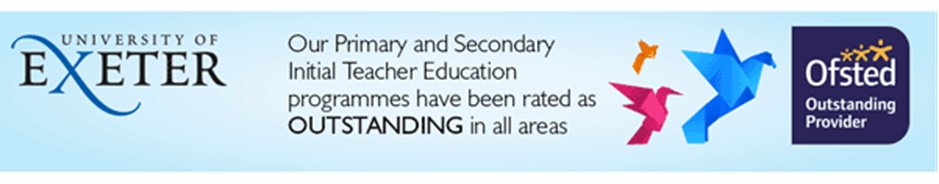 UNIVERSITY OF
EXETER
Our Primary and Secondary
Initial Teacher Education
programmes have been rated as
OUTSTANDING in all areas
Ofsted
Outstanding
Provider